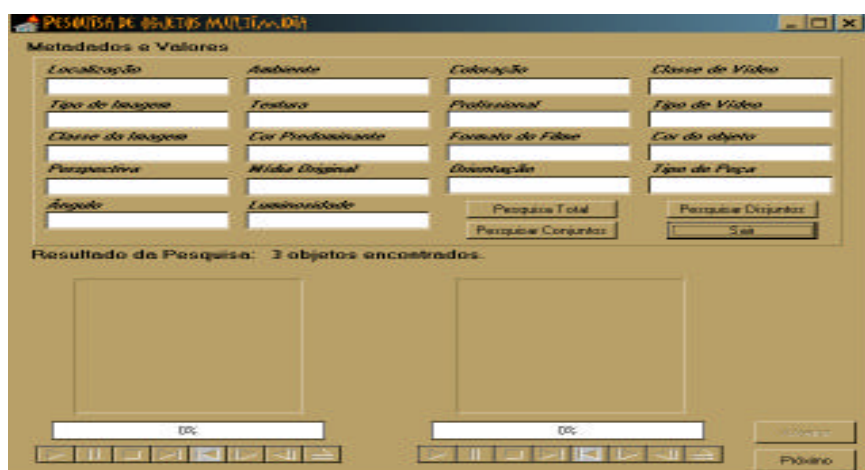 PESQUISA DE OBJETOS MULTIMÍDIA
Metadados e Valores
Localização Ambiente Coloração Classe de Vídeo
Tipo de Imagem Textura Profissional Tipo de Vídeo
Classe da Imagem Cor Predominante Formato do Filme Cor do objeto
Perspectiva Mídia Original Orientação Tipo de Peça
Ângulo Luminosidade
Pesquisa Total Pesquisar Disjuntos
Pesquisar Conjuntos Sair
Resultado da Pesquisa: 3 objetos encontrados.
0% 0%
Próximo